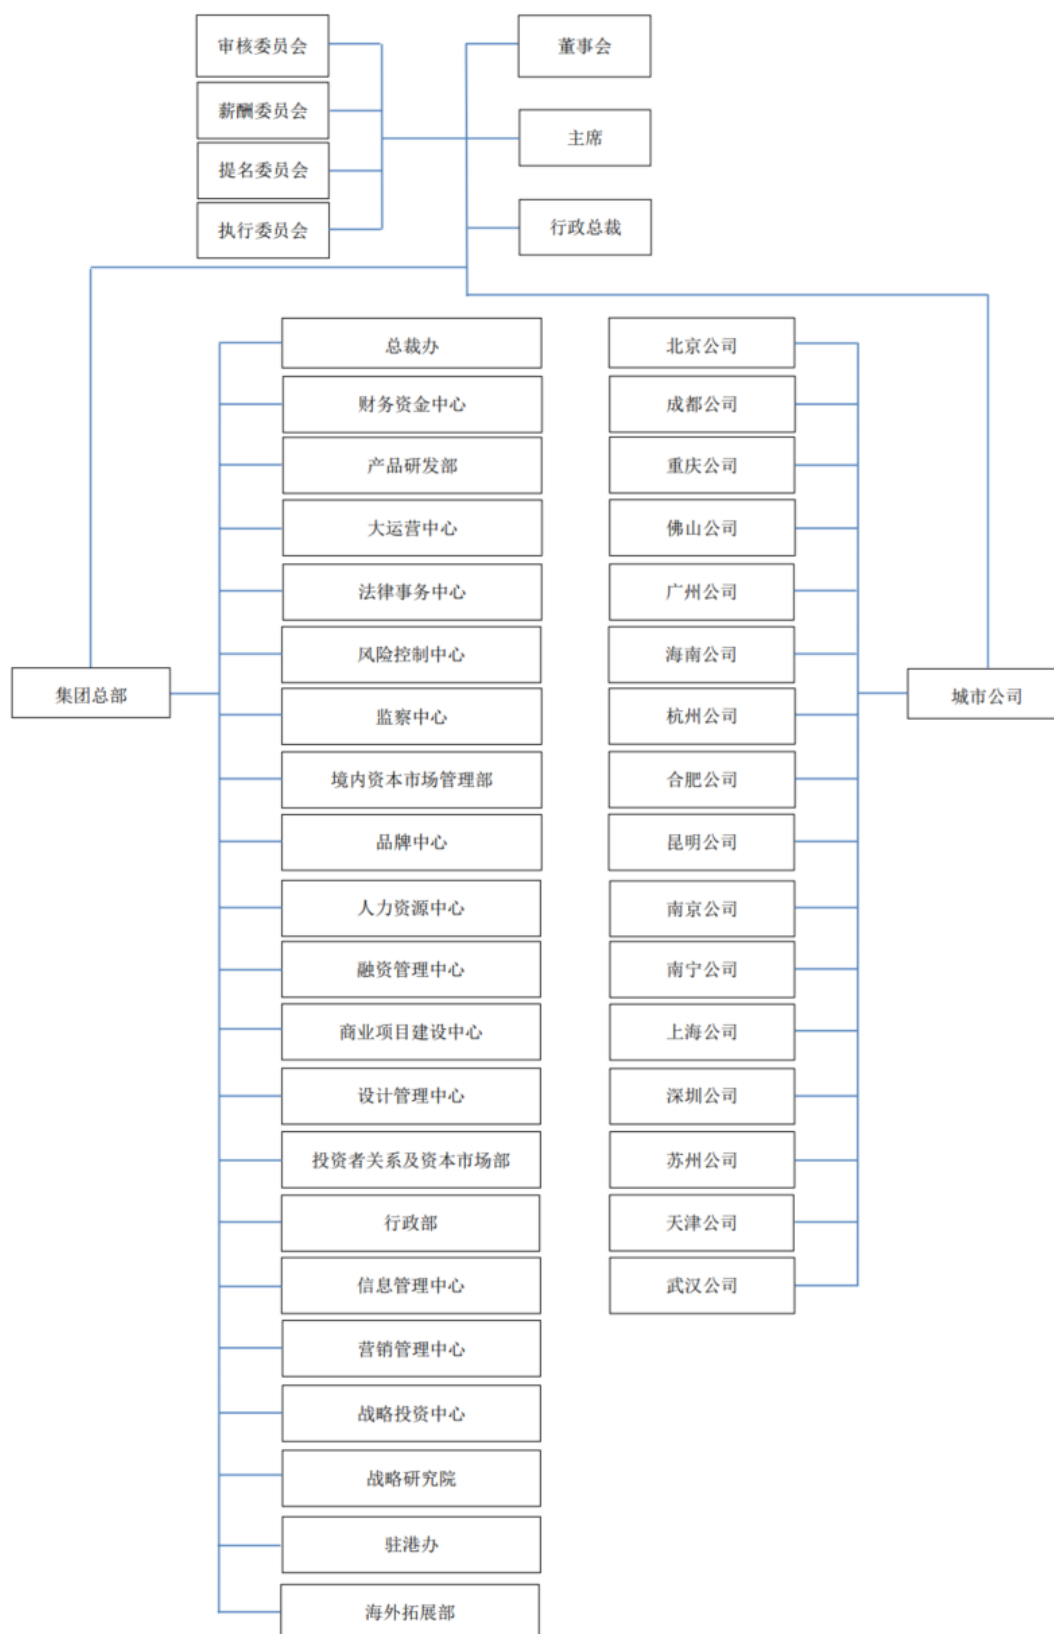 审核委员会
薪酬委员会
提名委员会
执行委员会
董事会
主席
行政总裁
集团总部
总裁办
财务资金中心
产品研发部
大运营中心
法律事务中心
风险控制中心
监察中心
境内资本市场管理部
品牌中心
人力资源中心
融资管理中心
商业项目建设中心
设计管理中心
投资者关系及资本市场部
行政部
信息管理中心
营销管理中心
战略投资中心
战略研究院
驻港办
海外拓展部
北京公司
成都公司
重庆公司
佛山公司
广州公司
海南公司
杭州公司
合肥公司
昆明公司
南京公司
南宁公司
上海公司
深圳公司
苏州公司
天津公司
武汉公司
城市公司